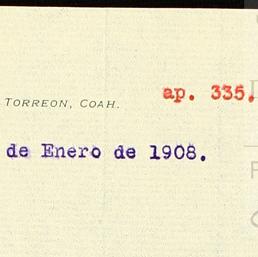 ap. 335.
TORREON, COAH.
de Enero de 1908.